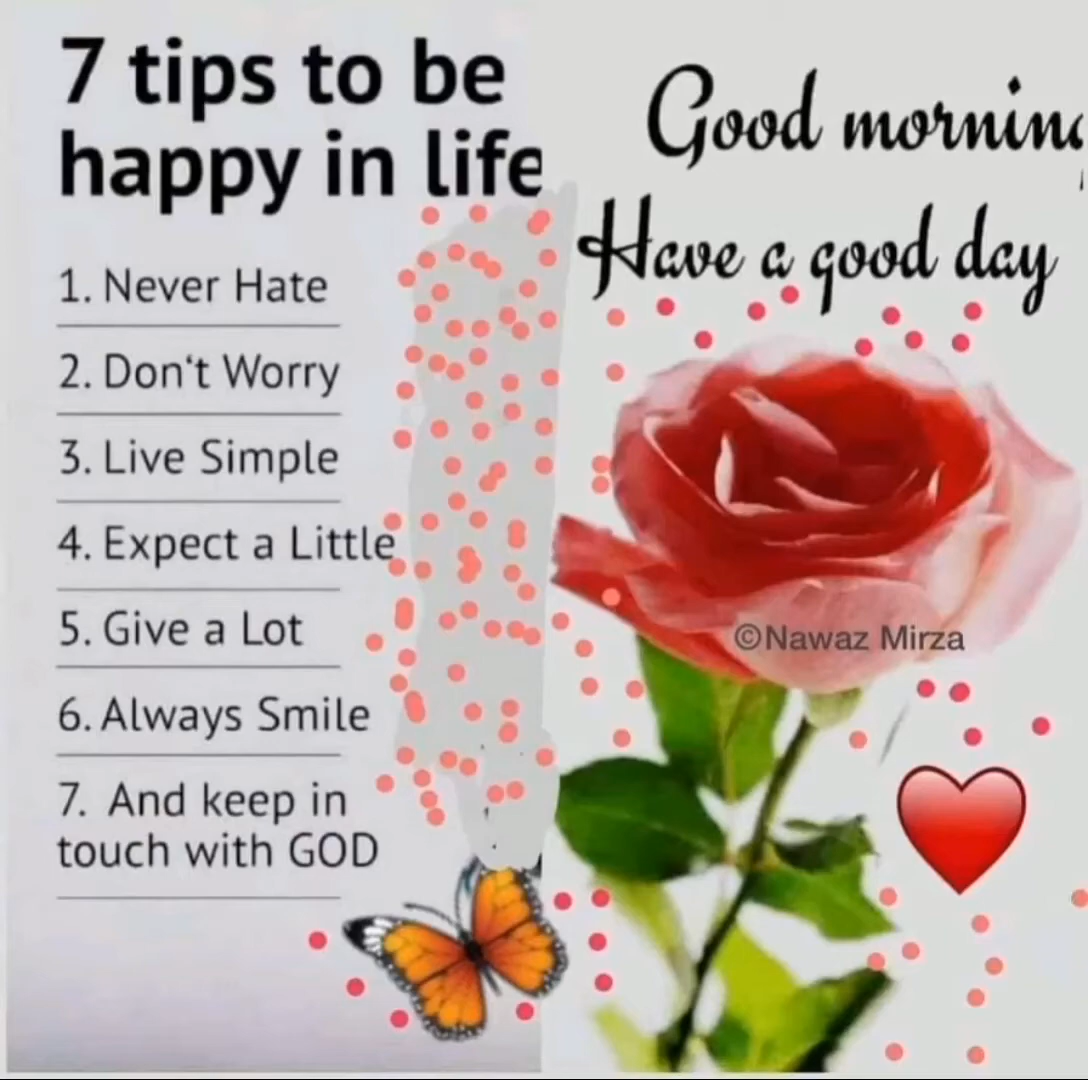 7 tips to be
happy in life
1. Never Hate
2. Don't Worry
3. Live Simple
4. Expect a Little
5. Give a Lot
6. Always Smile
7. And keep in
touch with GOD
Good morning
Have a good day
©Nawaz Mirza